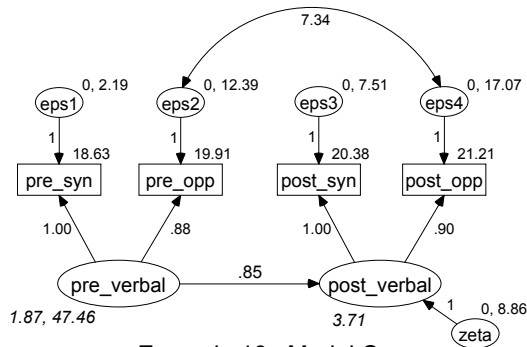 7.34
0, 2.19
0, 12.39
0, 7.51
0, 17.07
eps1
eps2
eps3
eps4
1
1
1
1
18.63
19.91
20.38
21.21
pre_syn
pre_opp
post_syn
post_opp
1.00
.88
1.00
.90
.85
pre_verbal
post_verbal
1.87, 47.46
3.71
1
0, 8.86
zeta